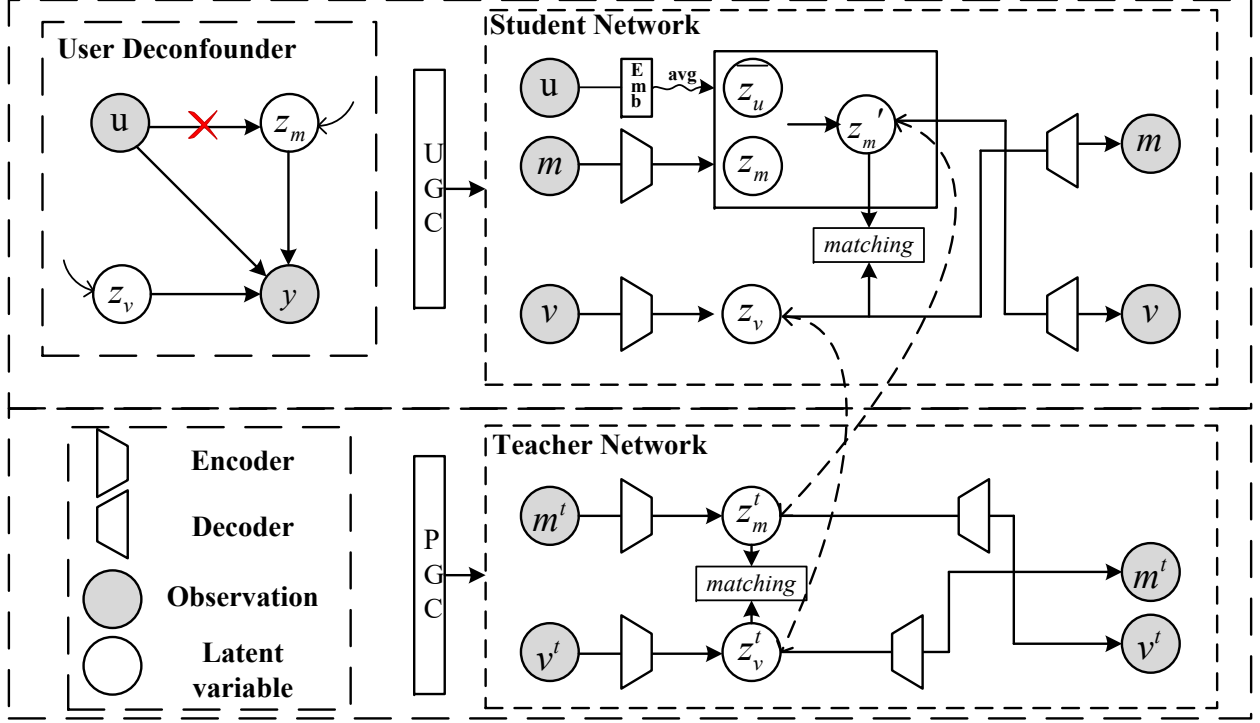 User Deconfounder
u
z_m
z_v
y
U
G
C
Student Network
u
E
m
b
avg
\overline{z_u}
m
z_m
z_m'
matching
v
z_v
m
v
Encoder
Decoder
Observation
Latent
variable
P
G
C
Teacher Network
m^t
z_m^t
matching
v^t
z_v^t
m^t
v^t